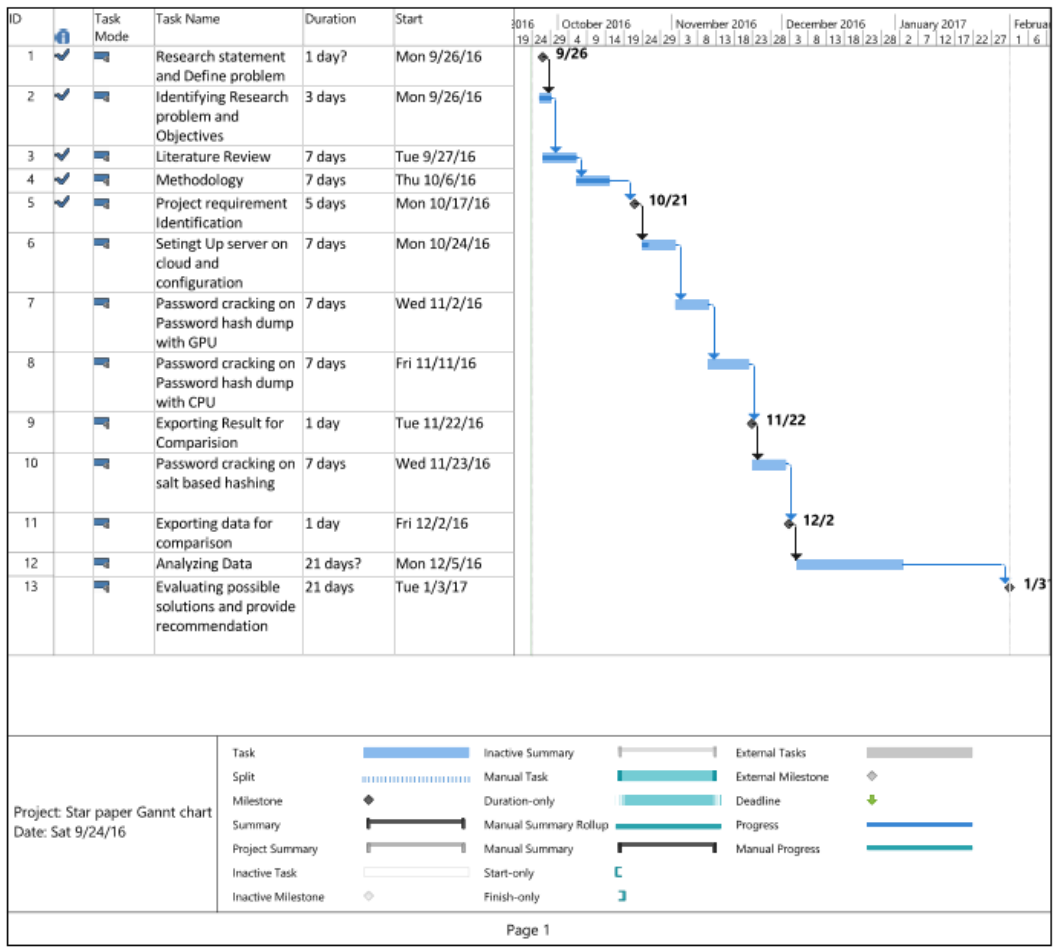 ID Task Mode Task Name Duration Start 2016 October 2016 November 2016 December 2016 January 2017 Februa
19 24 29 4 9 14 19 24 29 3 8 13 18 23 28 3 8 13 18 23 28 2 7 12 17 22 27 1 6
1 Research statement 1 day? Mon 9/26/16 9/26
and Define problem
2 Identifying Research 3 days Mon 9/26/16
problem and
Objectives
3 Literature Review 7 days Tue 9/27/16
4 Methodology 7 days Thu 10/6/16
5 Project requirement 5 days Mon 10/17/16 10/21
Identification
6 Setingt Up server on 7 days Mon 10/24/16
cloud and
configuration
7 Password cracking on 7 days Wed 11/2/16
Password hash dump
with GPU
8 Password cracking on 7 days Fri 11/11/16
Password hash dump
with CPU
9 Exporting Result for 1 day Tue 11/22/16 11/22
Comparision
10 Password cracking on 7 days Wed 11/23/16
salt based hashing
11 Exporting data for 1 day Fri 12/2/16 12/2
comparison
12 Analyzing Data 21 days? Mon 12/5/16
13 Evaluating possible 21 days Tue 1/3/17 1/31
solutions and provide
recommendation
Project: Star paper Gannt chart
Date: Sat 9/24/16
Task Inactive Summary External Tasks
Split Manual Task External Milestone
Milestone Duration-only Deadline
Summary Manual Summary Rollup Progress
Project Summary Manual Summary Manual Progress
Inactive Task Start-only
Inactive Milestone Finish-only
Page 1